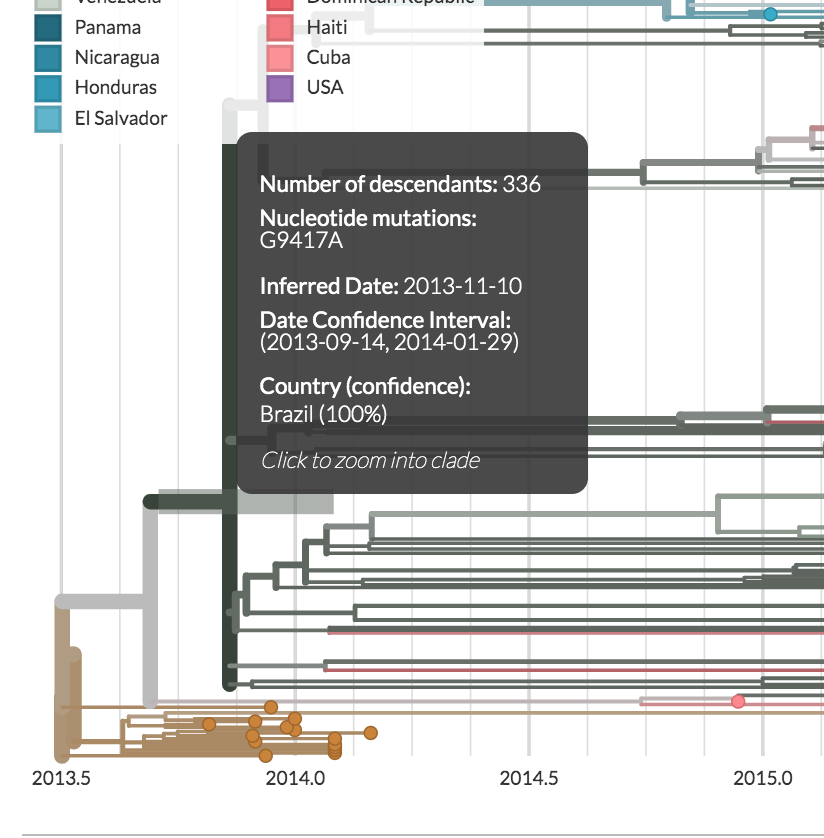 Venezuela
Dominican Republic
Panama
Haiti
Nicaragua
Cuba
Honduras
USA
El Salvador
Number of descendants: 336
Nucleotide mutations:
G9417A
Inferred Date: 2013-11-10
Date Confidence Interval:
(2013-09-14, 2014-01-29)
Country (confidence):
Brazil (100%)
Click to zoom into clade
2013.5
2014.0
2014.5
2015.0